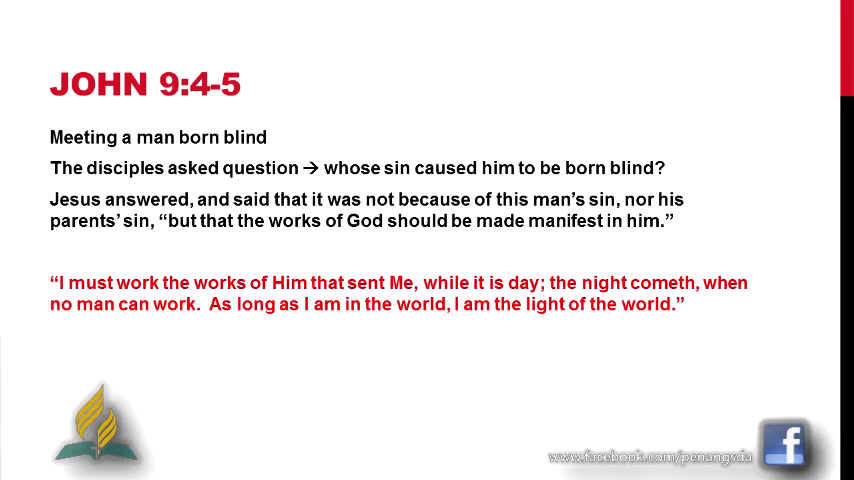 JOHN 9:4-5
Meeting a man born blind
The disciples asked question → whose sin caused him to be born blind?
Jesus answered, and said that it was not because of this man’s sin, nor his
parents’ sin, “but that the works of God should be made manifest in him.”
“I must work the works of Him that sent Me, while it is day; the night cometh, when
no man can work.  As long as I am in the world, I am the light of the world.”
www.facebook.com/penangsda
f